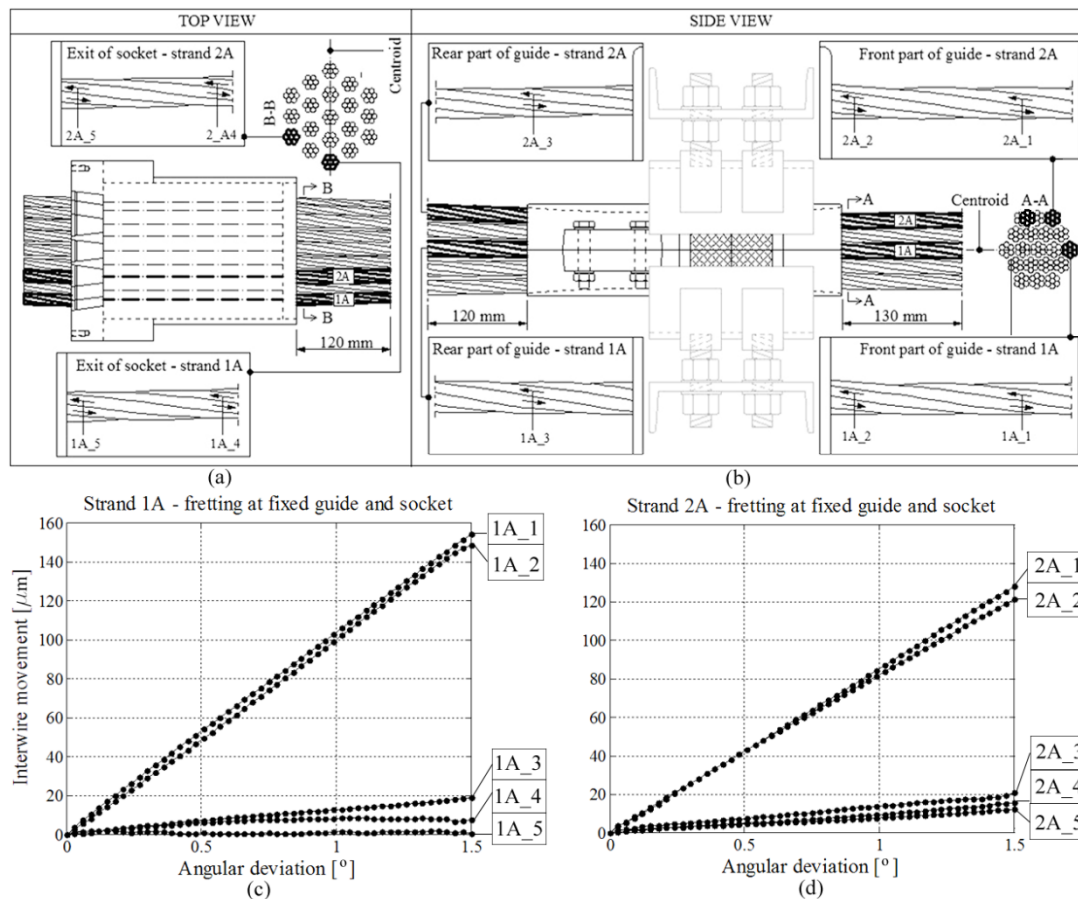 TOP VIEW
SIDE VIEW
Exit of socket - strand 2A
2A_5
2_A4
B-B
Centroid
B
2A
1A
B
120 mm
Exit of socket - strand 1A
1A_5
1A_4
(a)
Rear part of guide - strand 2A
2A_3
Front part of guide - strand 2A
2A_2
2A_1
Centroid
A-A
A
2A
1A
A
120 mm
130 mm
Rear part of guide - strand 1A
1A_3
Front part of guide - strand 1A
1A_2
1A_1
(b)
Strand 1A - fretting at fixed guide and socket
160
140
120
100
80
60
40
20
0
Interwire movement [μm]
0
0.5
1
1.5
Angular deviation [º]
1A_1
1A_2
1A_3
1A_4
1A_5
(c)
Strand 2A - fretting at fixed guide and socket
160
140
120
100
80
60
40
20
0
0
0.5
1
1.5
Angular deviation [º]
2A_1
2A_2
2A_3
2A_4
2A_5
(d)